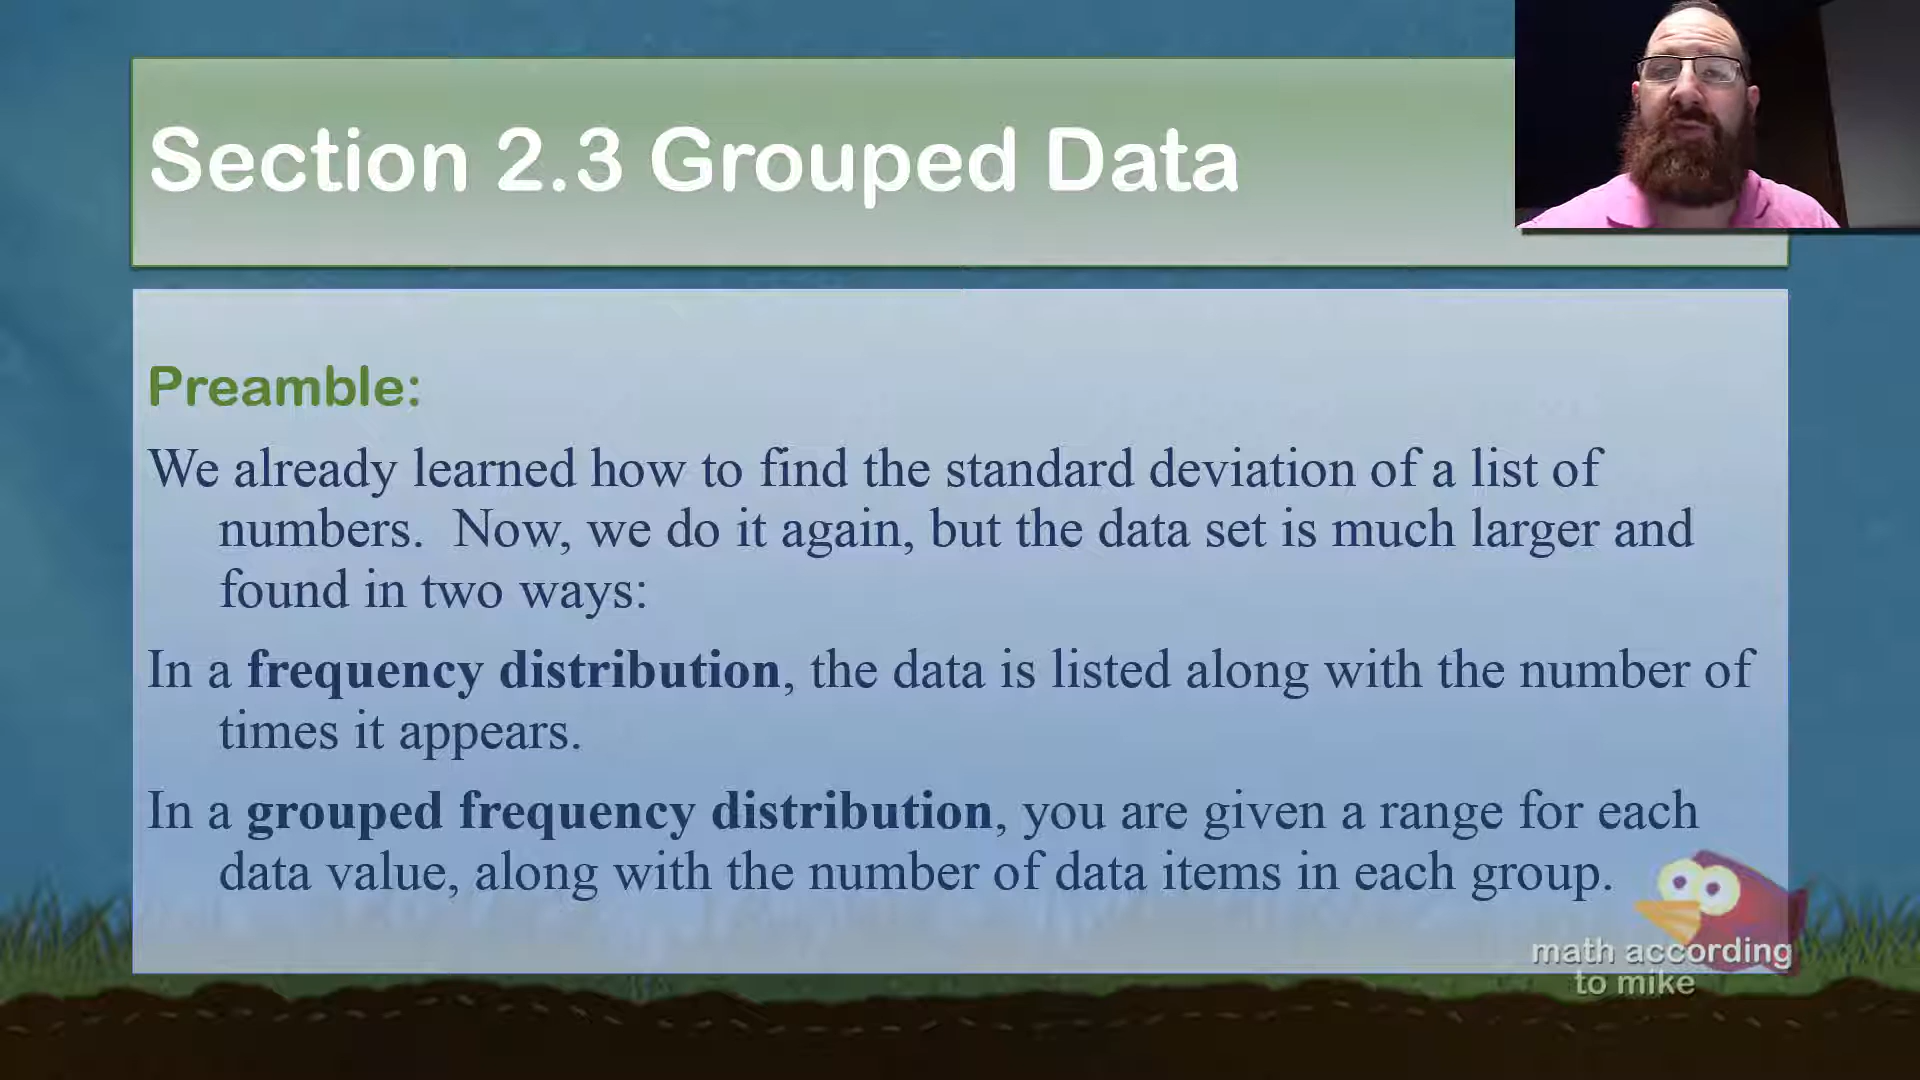 Section 2.3 Grouped Data
Preamble:
We already learned how to find the standard deviation of a list of
numbers.  Now, we do it again, but the data set is much larger and
found in two ways:
In a frequency distribution, the data is listed along with the number of
times it appears.
In a grouped frequency distribution, you are given a range for each
data value, along with the number of data items in each group.
math according
to mike